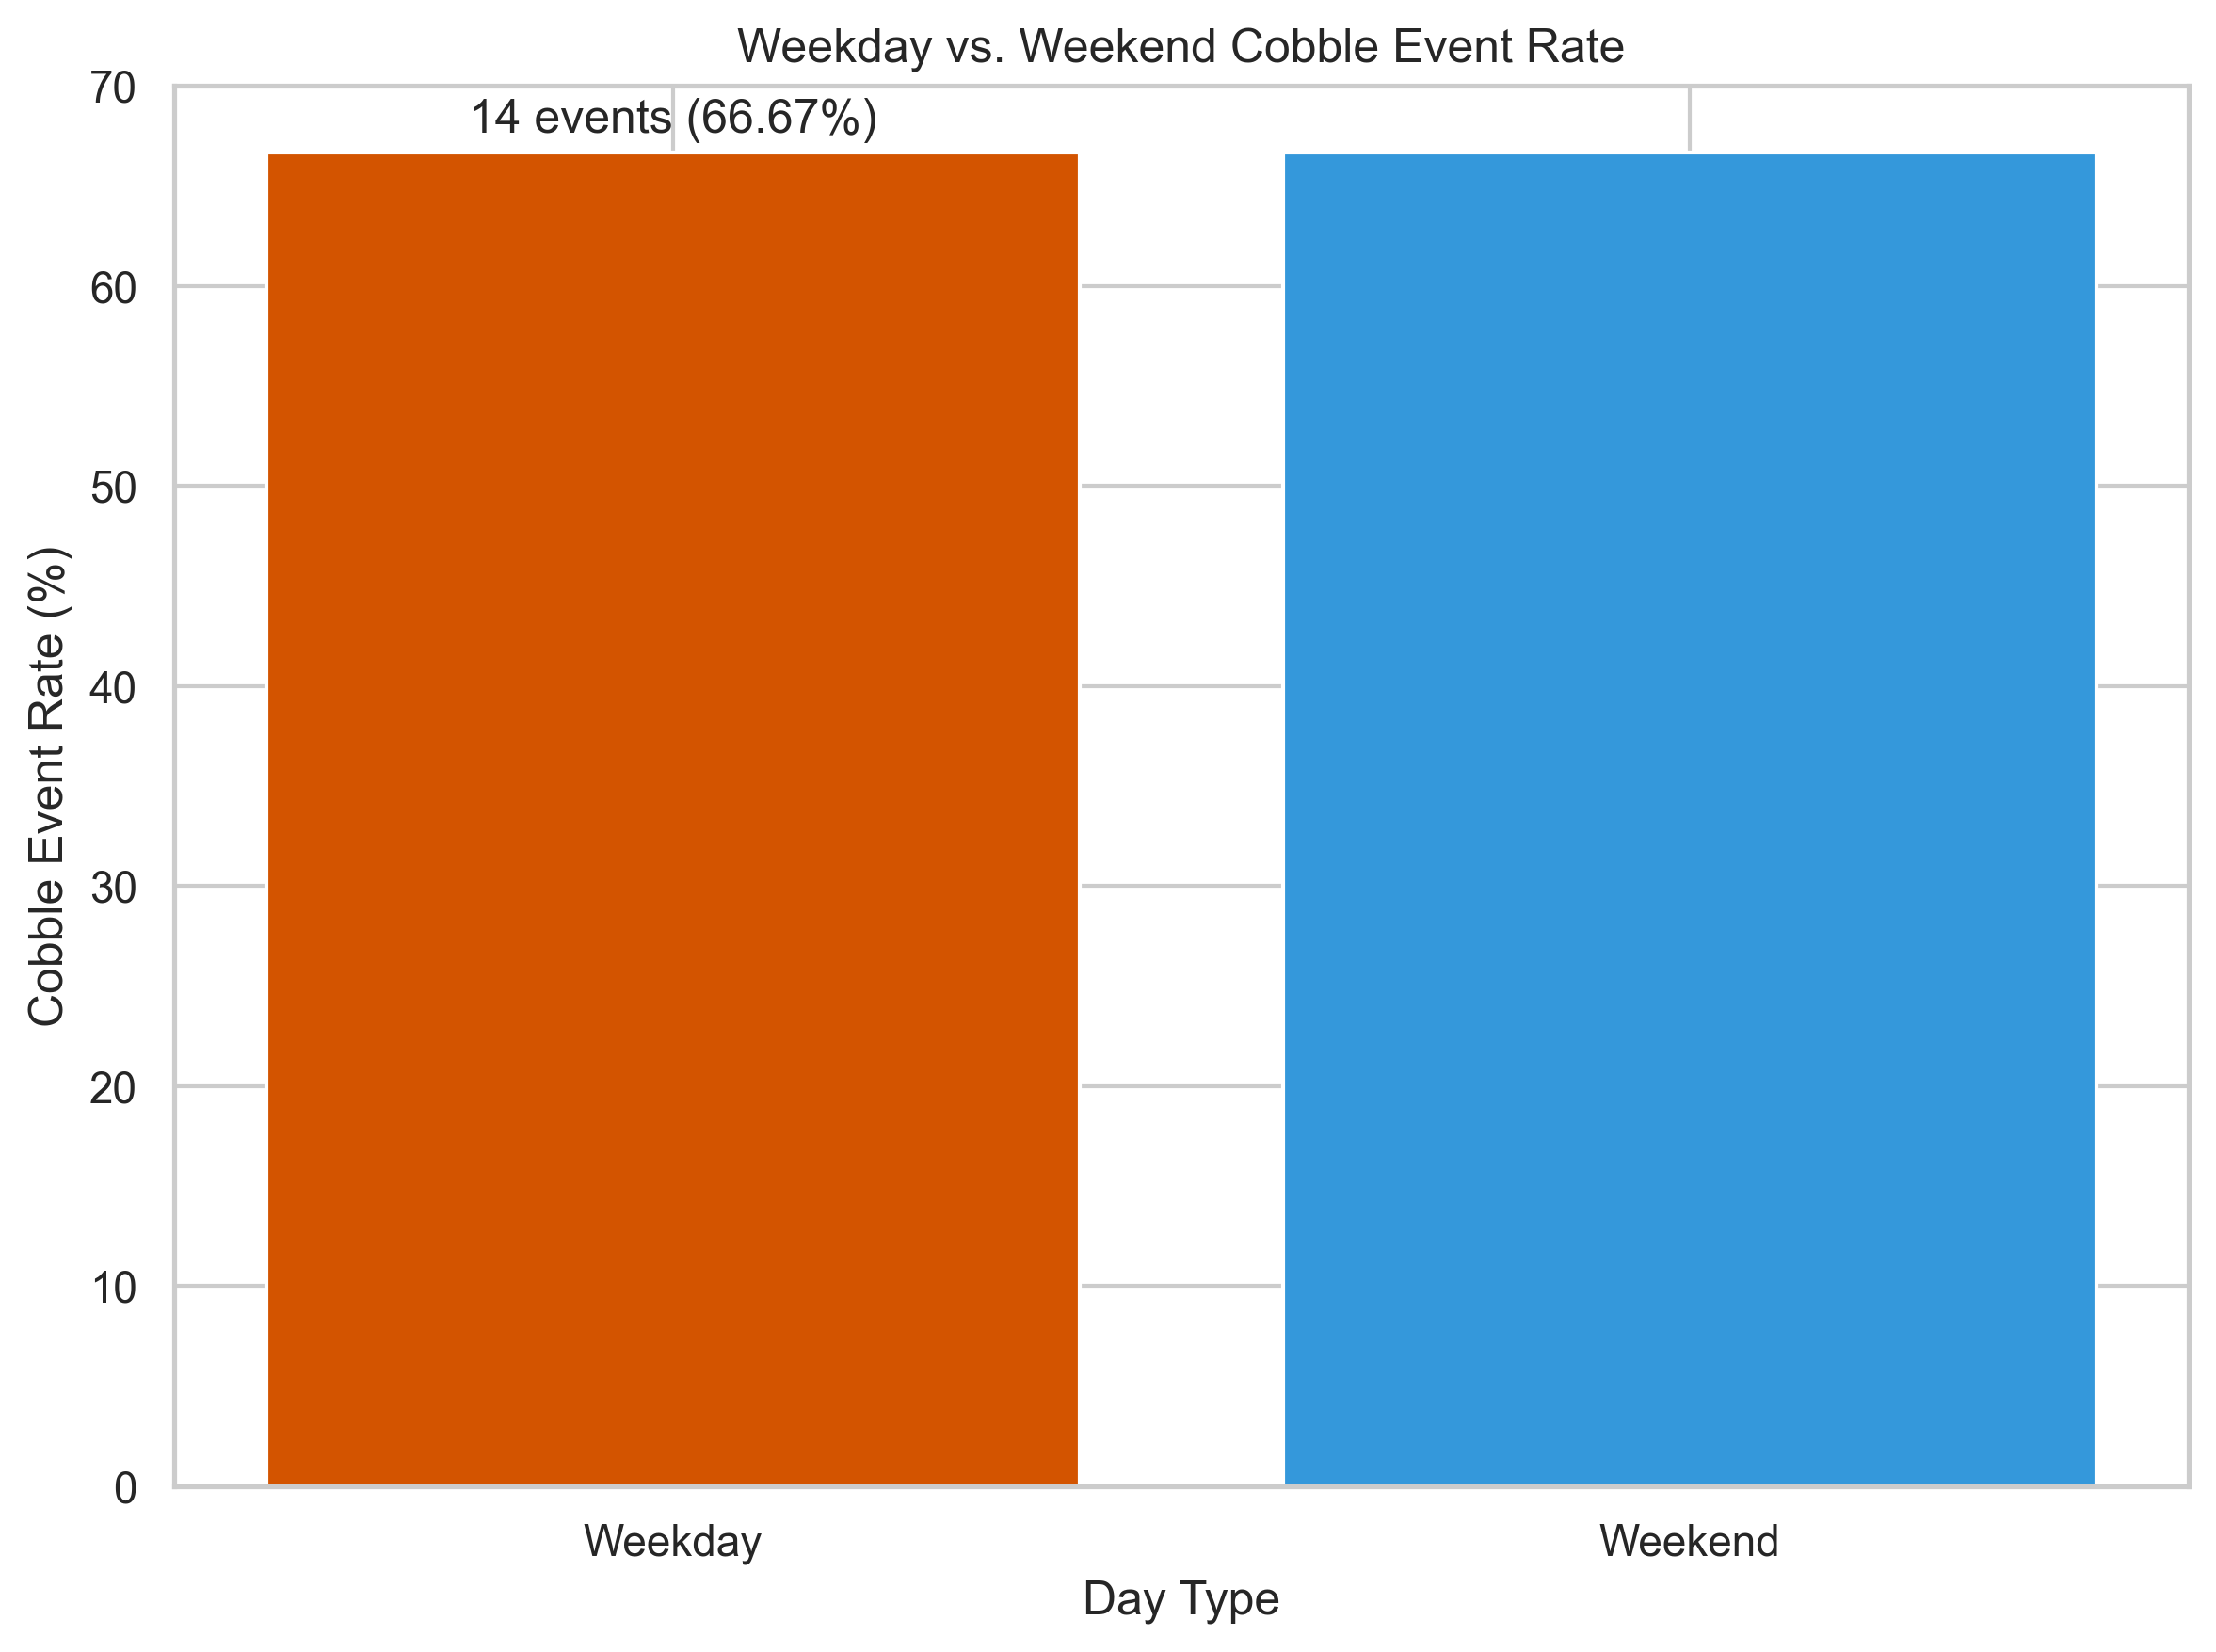 Weekday vs. Weekend Cobble Event Rate
14 events (66.67%)
Cobble Event Rate (%)
70
60
50
40
30
20
10
0
Weekday
Weekend
Day Type